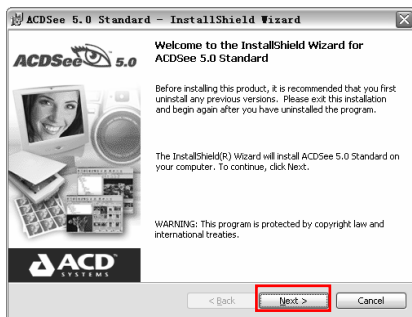 ACDSee 5.0 Standard - InstallShield Wizard
ACDSee 5.0
Welcome to the InstallShield Wizard for
ACDSee 5.0 Standard
Before installing this product, it is recommended that you first
uninstall any previous versions. Please exit this installation
and begin again after you have uninstalled the program.
The InstallShield(R) Wizard will install ACDSee 5.0 Standard on
your computer. To continue, click Next.
WARNING: This program is protected by copyright law and
international treaties.
ACD
SYSTEMS
< Back
Next >
Cancel